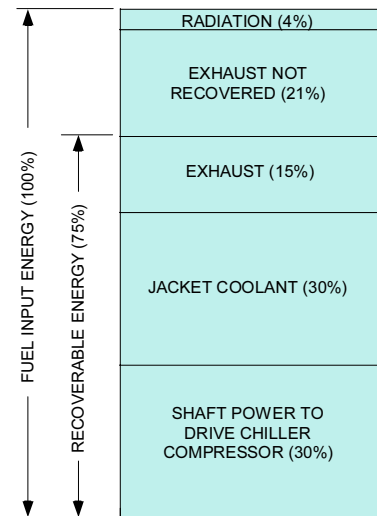 RADIATION (4%)
EXHAUST NOT
RECOVERED (21%)
EXHAUST (15%)
JACKET COOLANT (30%)
SHAFT POWER TO
DRIVE CHILLER
COMPRESSOR (30%)
FUEL INPUT ENERGY (100%)
RECOVERABLE ENERGY (75%)